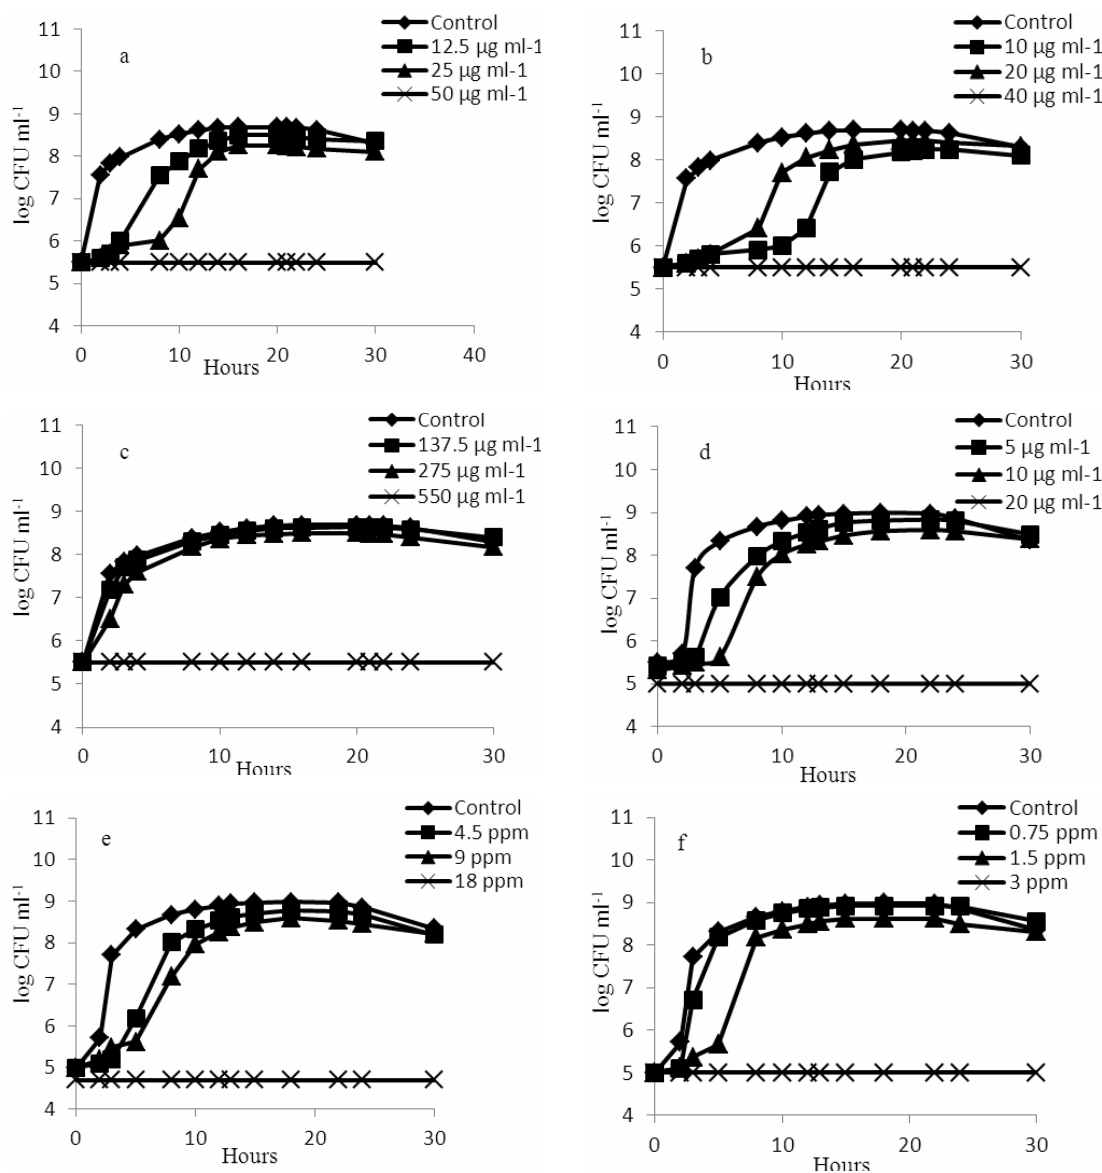 a
Control
12.5 µg ml-1
25 µg ml-1
50 µg ml-1
11
10
9
8
7
6
5
4
log CFU ml-1
0
10
20
30
40
Hours
b
Control
10 µg ml-1
20 µg ml-1
40 µg ml-1
11
10
9
8
7
6
5
4
log CFU ml-1
0
10
20
30
Hours
c
Control
137.5 µg ml-1
275 µg ml-1
550 µg ml-1
11
10
9
8
7
6
5
4
log CFU ml-1
0
10
20
30
Hours
d
Control
5 µg ml-1
10 µg ml-1
20 µg ml-1
11
10
9
8
7
6
5
4
log CFU ml-1
0
10
20
30
Hours
e
Control
4.5 ppm
9 ppm
18 ppm
11
10
9
8
7
6
5
4
log CFU ml-1
0
10
20
30
Hours
f
Control
0.75 ppm
1.5 ppm
3 ppm
11
10
9
8
7
6
5
4
log CFU ml-1
0
10
20
30
Hours